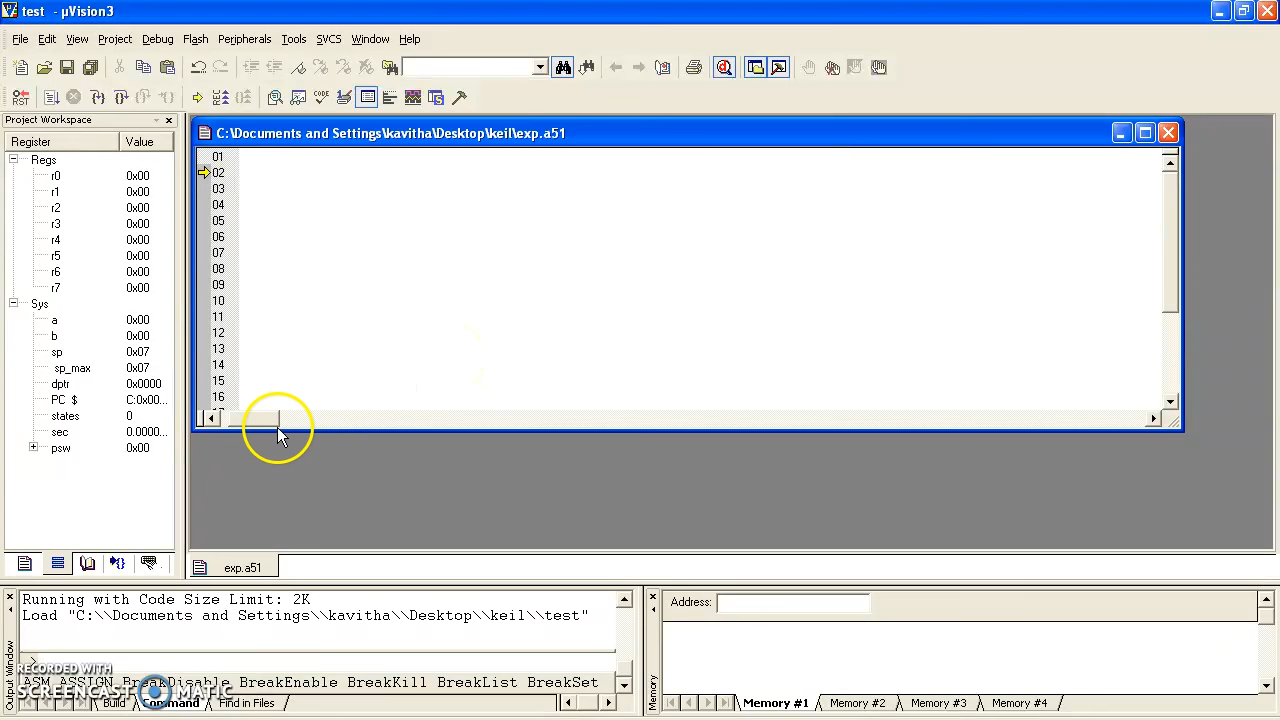 test - µVision3
File Edit View Project Debug Flash Peripherals Tools SVCS Window Help
RST
Project Workspace
Register Value
Regs
r0 0x00
r1 0x00
r2 0x00
r3 0x00
r4 0x00
r5 0x00
r6 0x00
r7 0x00
Sys
a 0x00
b 0x00
sp 0x07
sp_max 0x07
dptr 0x0000
PC $ C:0x00...
states 0
sec 0.0000...
psw 0x00
C:\Documents and Settings\kavitha\Desktop\keil\exp.a51
01
02
03
04
05
06
07
08
09
10
11
12
13
14
15
16
exp.a51
Running with Code Size Limit: 2K
Load "C:\\Documents and Settings\\kavitha\\Desktop\\keil\\test"
>
ASM ASSIGN BreakDisable BreakEnable BreakKill BreakList BreakSet
Build Command Find in Files
Output Window
RECORDED WITH
SCREENCAST MATIC
Address:
Memory #1 Memory #2 Memory #3 Memory #4
Memory